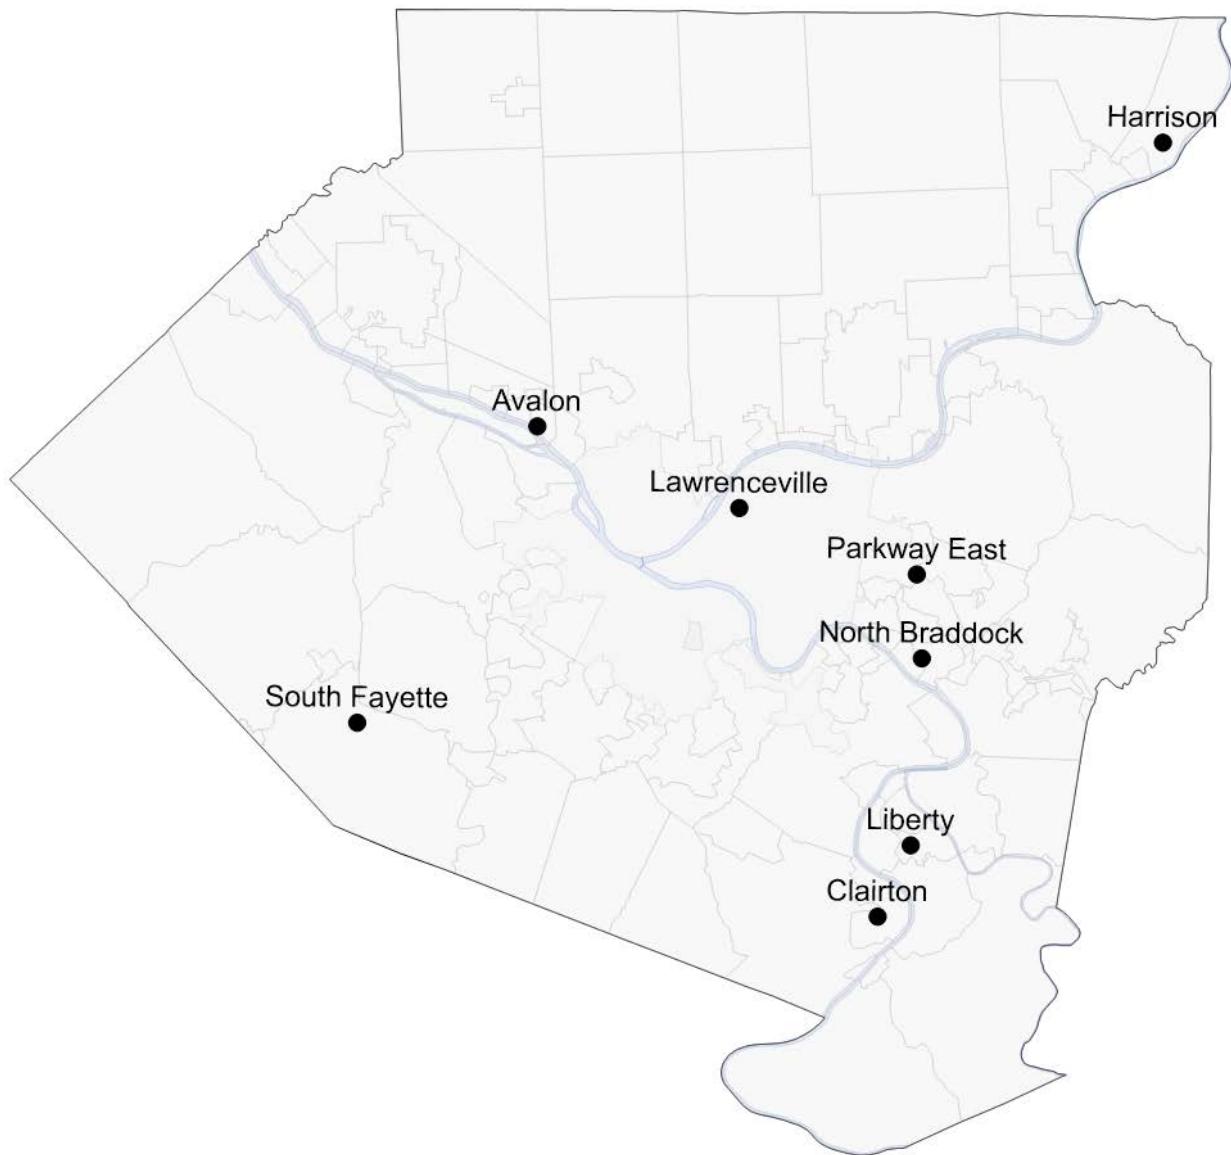 Harrison
Avalon
Lawrenceville
Parkway East
North Braddock
South Fayette
Liberty
Clairton